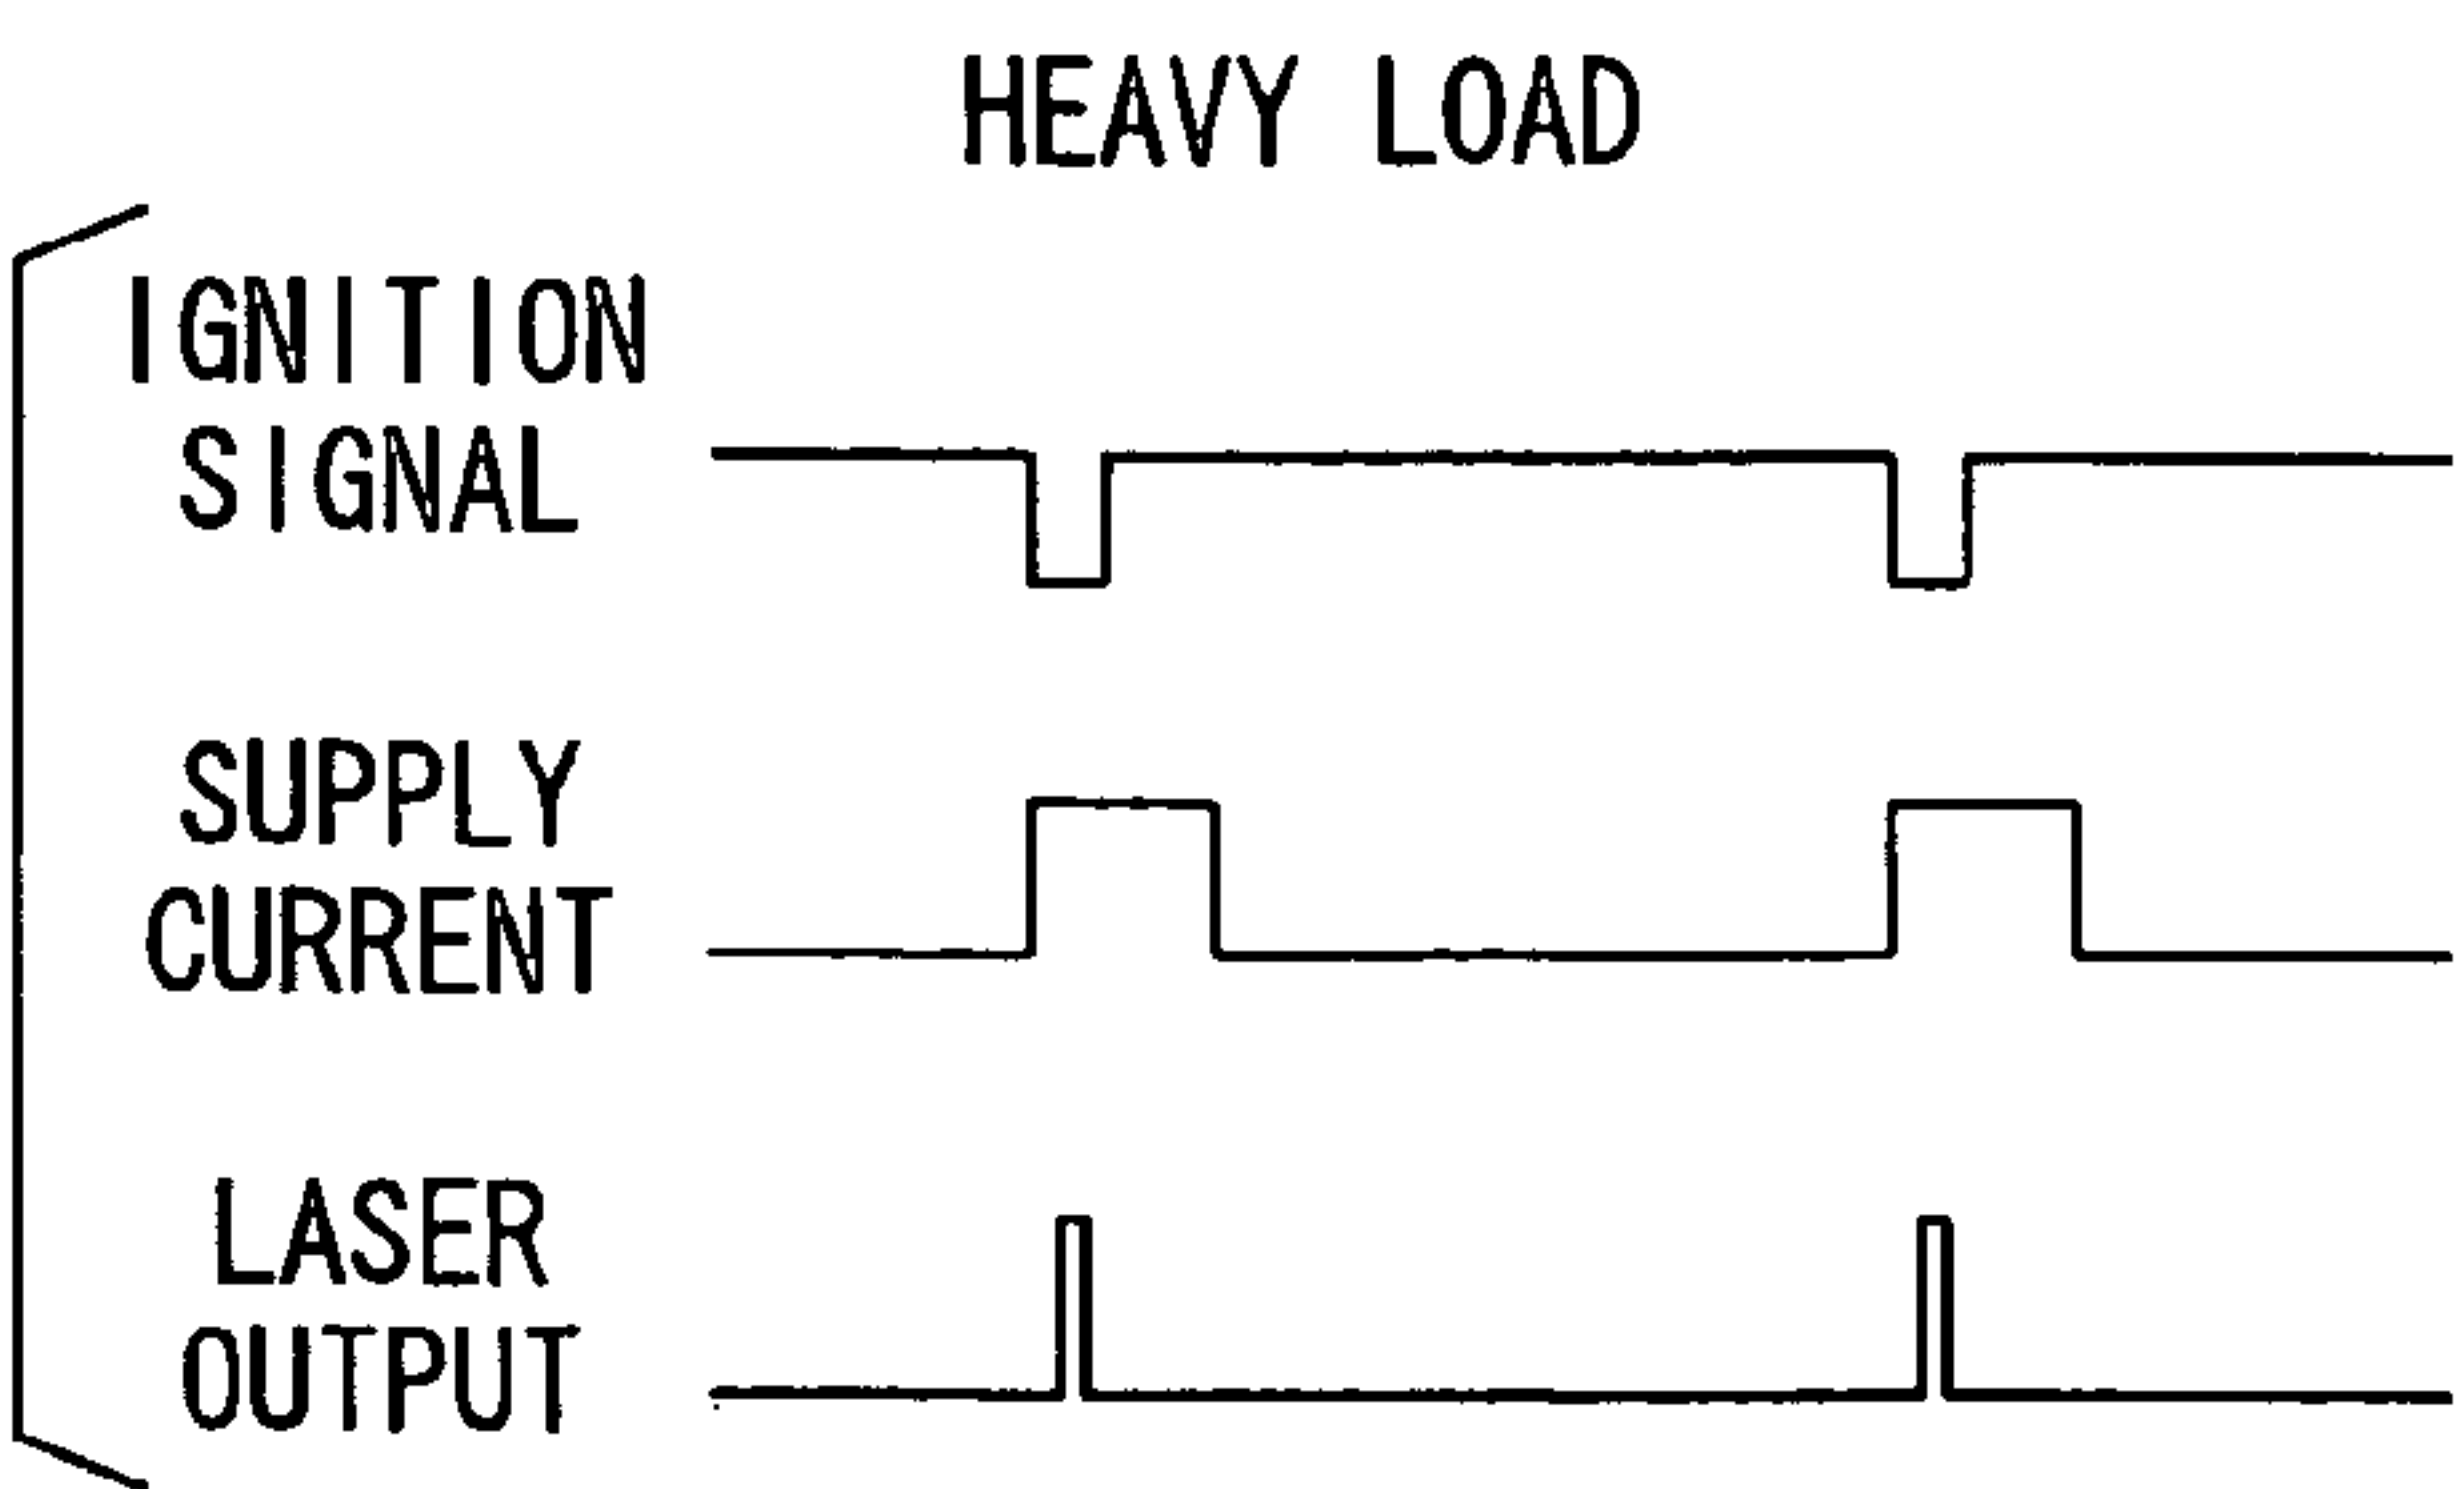 HEAVY LOAD
IGNITION
SIGNAL
SUPPLY
CURRENT
LASER
OUTPUT